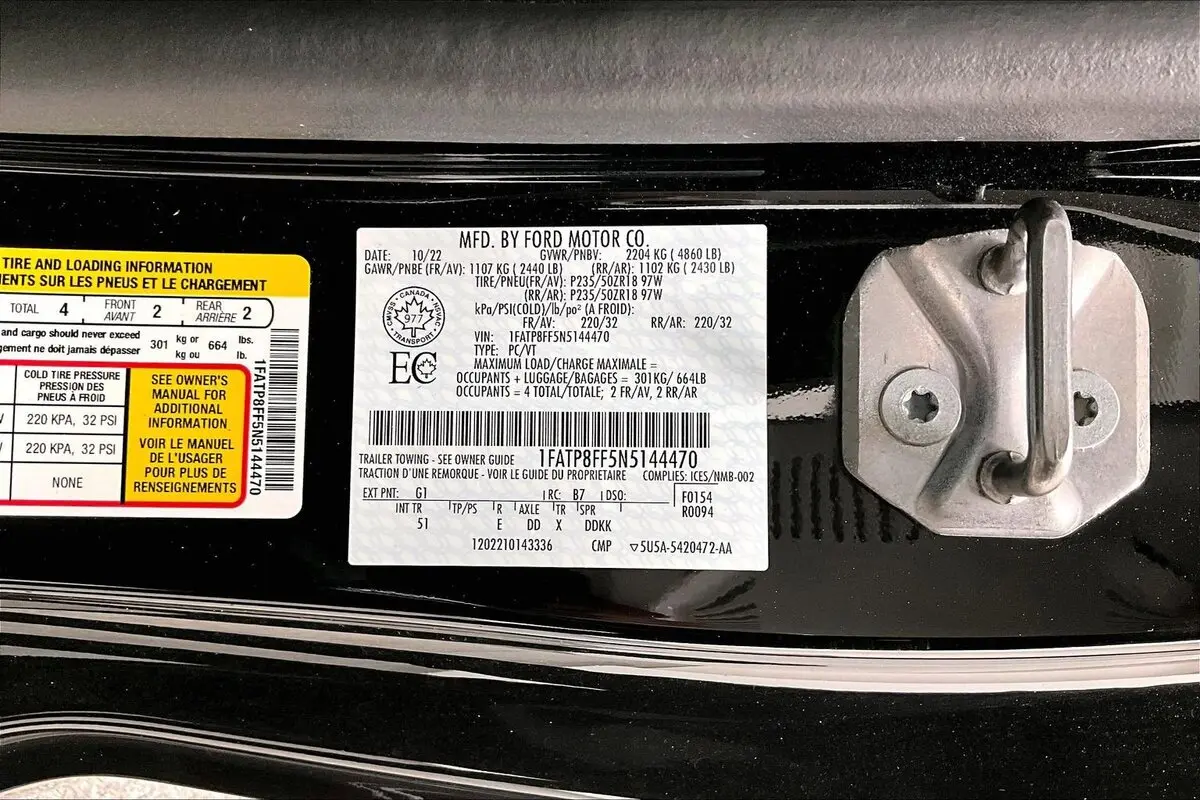 TIRE AND LOADING INFORMATION
ENTS SUR LES PNEUS ET LE CHARGEMENT
TOTAL 4 FRONT AVANT 2 REAR ARRIÈRE 2
and cargo should never exceed
gement ne doit jamais dépasser
301 kg or kg ou 664 lbs. lb.
COLD TIRE PRESSURE
PRESSION DES
PNEUS À FROID
220 KPA, 32 PSI
220 KPA, 32 PSI
NONE
SEE OWNER'S
MANUAL FOR
ADDITIONAL
INFORMATION
VOIR LE MANUEL
DE L'USAGER
POUR PLUS DE
RENSEIGNEMENTS
1FATP8FF5N5144470
MFD. BY FORD MOTOR CO.
DATE: 10/22 GVWR/PNBV: 2204 KG ( 4860 LB)
GAWR/PNBE (FR/AV): 1107 KG ( 2440 LB) (RR/AR): 1102 KG ( 2430 LB)
TIRE/PNEU(FR/AV): P235/50ZR18 97W
(RR/AR): P235/50ZR18 97W
kPa/PSI(COLD)/lb/po² (A FROID):
FR/AV: 220/32 RR/AR: 220/32
VIN: 1FATP8FF5N5144470
TYPE: PC/VT
MAXIMUM LOAD/CHARGE MAXIMALE =
OCCUPANTS + LUGGAGE/BAGAGES = 301KG/ 664LB
OCCUPANTS = 4 TOTAL/TOTALE; 2 FR/AV, 2 RR/AR
CANADA
CMVSS NSVAC
977
TRANSPORT
EC
1FATP8FF5N5144470
TRAILER TOWING - SEE OWNER GUIDE
TRACTION D'UNE REMORQUE - VOIR LE GUIDE DU PROPRIETAIRE COMPLIES: ICES/NMB-002
EXT PNT: G1 RC: B7 DSO: F0154
INT TR TP/PS R AXLE TR SPR R0094
51 E DD X DDKK
1202210143336 CMP ▽5U5A-5420472-AA